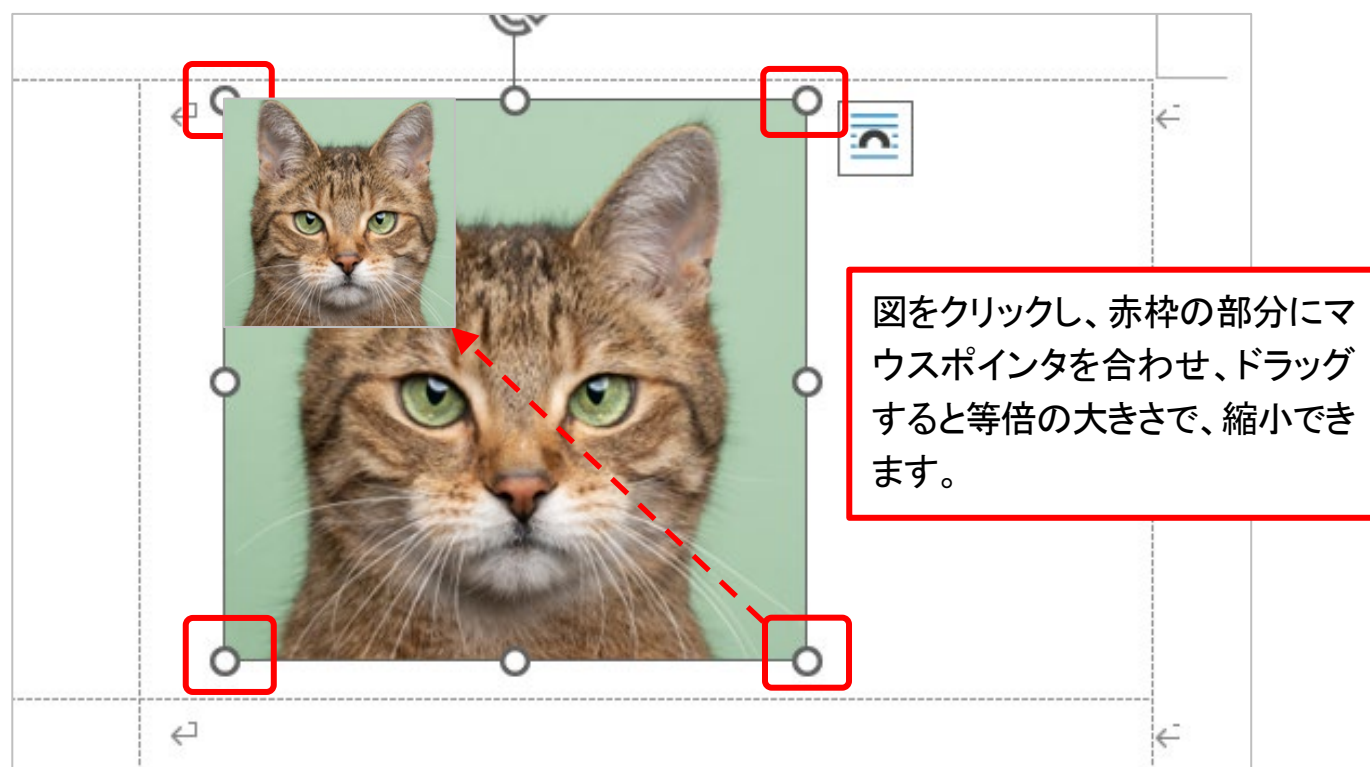 図をクリックし、赤枠の部分にマ
ウスポインタを合わせ、ドラッグ
すると等倍の大きさで、縮小でき
ます。